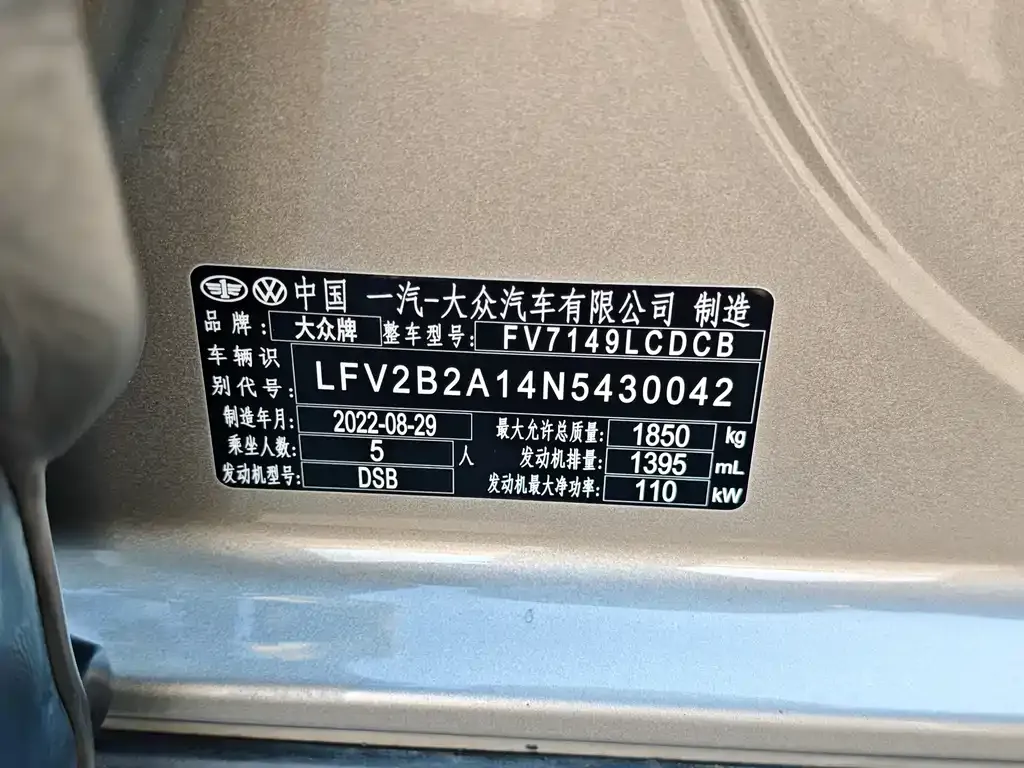 中国 一汽-大众汽车有限公司 制造
品牌: 大众牌 整车型号: FV7149LCDCB
车辆识别代号: LFV2B2A14N5430042
制造年月: 2022-08-29 最大允许总质量: 1850 kg
乘坐人数: 5 人 发动机排量: 1395 mL
发动机型号: DSB 发动机最大净功率: 110 kW